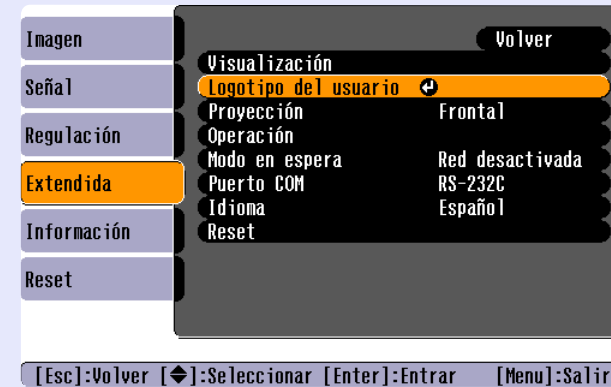 Imagen
Señal
Regulación
Extendida
Información
Reset
Volver
Visualización
Logotipo del usuario
Proyección Frontal
Operación
Modo en espera Red desactivada
Puerto COM RS-232C
Idioma Español
Reset
[Esc]:Volver [◆]:Seleccionar [Enter]:Entrar [Menu]:Salir